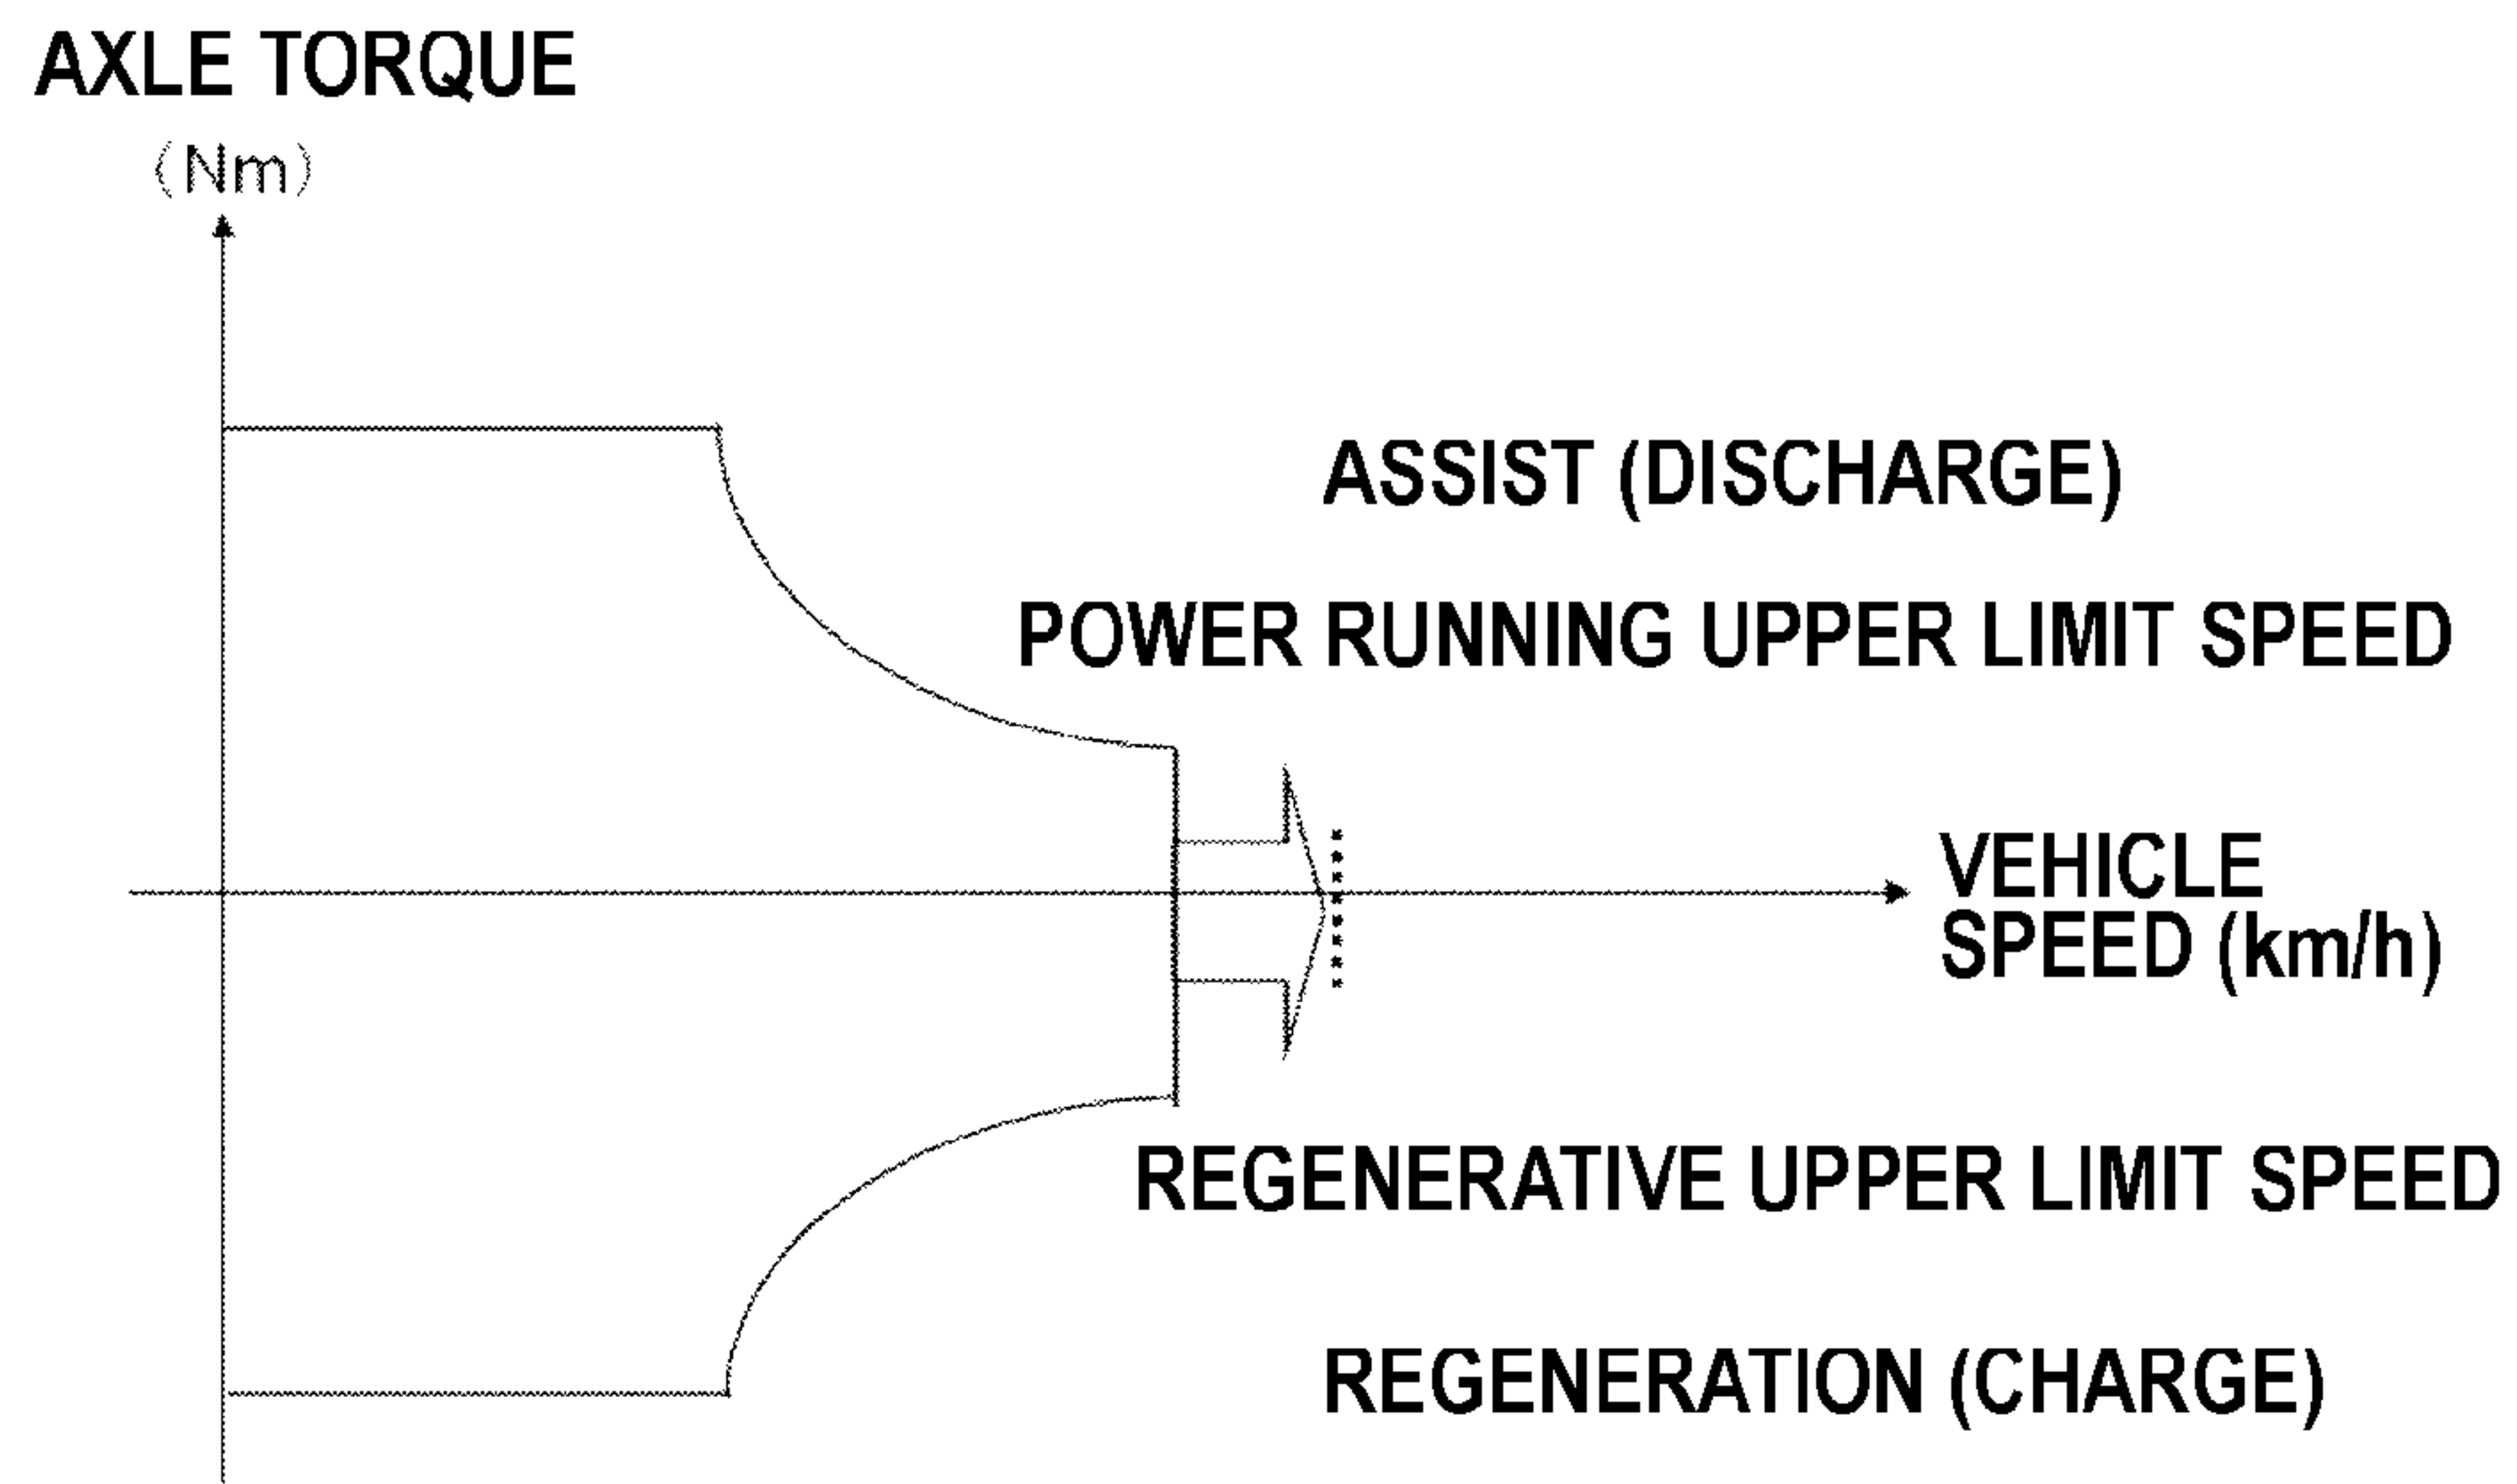 AXLE TORQUE
(Nm)
ASSIST (DISCHARGE)
POWER RUNNING UPPER LIMIT SPEED
VEHICLE
SPEED (km/h)
REGENERATIVE UPPER LIMIT SPEED
REGENERATION (CHARGE)